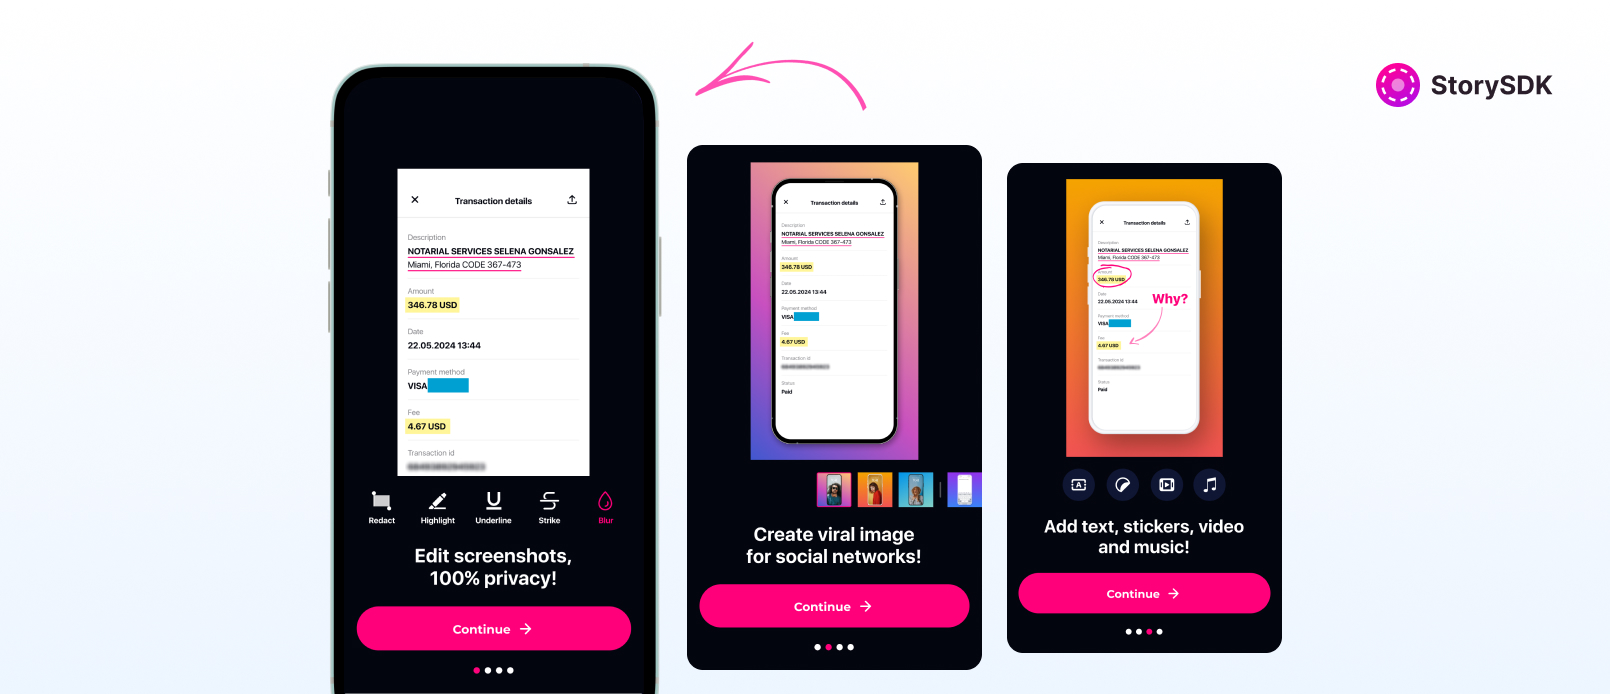 StorySDK
Transaction details
Description
NOTARIAL SERVICES SELENA GONSALEZ
Miami, Florida CODE 367-473
Amount
346.78 USD
Date
22.05.2024 13:44
Payment method
VISA
Fee
4.67 USD
Transaction id
Redact
Highlight
Underline
Strike
Blur
Edit screenshots,
100% privacy!
Continue
Transaction details
Description
NOTARIAL SERVICES SELENA GONSALEZ
Miami, Florida CODE 367-473
Amount
346.78 USD
Date
22.05.2024 13:44
Payment method
VISA
Fee
4.67 USD
Transaction id
Status
Paid
Create viral image
for social networks!
Continue
Transaction details
Description
NOTARIAL SERVICES SELENA GONSALEZ
Miami, Florida CODE 367-473
Amount
346.78 USD
Date
22.05.2024 13:44
Why?
Payment method
VISA
Fee
4.67 USD
Transaction id
Status
Paid
A
Add text, stickers, video
and music!
Continue